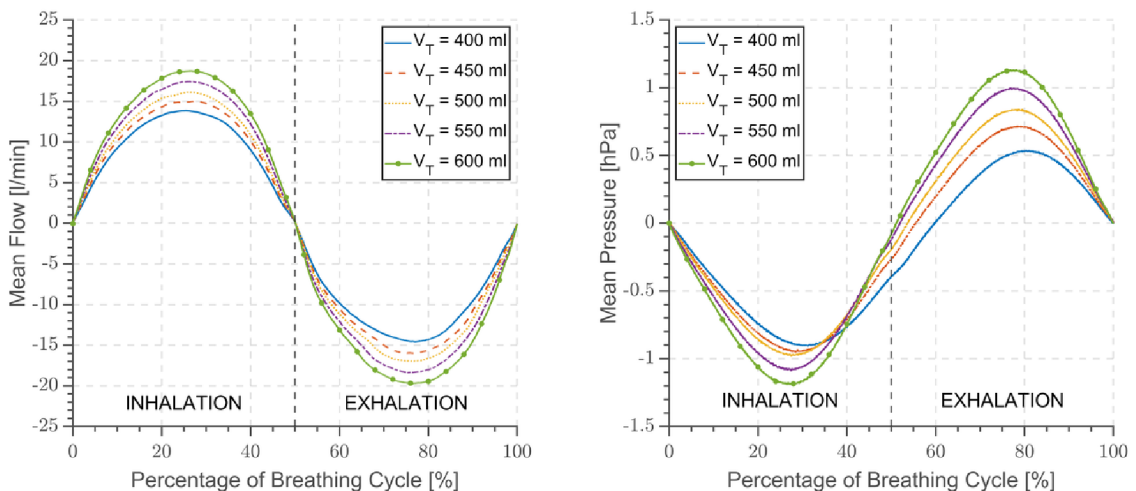 25
20
15
10
5
0
-5
-10
-15
-20
-25
Mean Flow [l/min]
V_T = 400 ml
V_T = 450 ml
V_T = 500 ml
V_T = 550 ml
V_T = 600 ml
INHALATION
EXHALATION
0 20 40 60 80 100
Percentage of Breathing Cycle [%]
1.5
1
0.5
0
-0.5
-1
-1.5
Mean Pressure [hPa]
V_T = 400 ml
V_T = 450 ml
V_T = 500 ml
V_T = 550 ml
V_T = 600 ml
INHALATION
EXHALATION
0 20 40 60 80 100
Percentage of Breathing Cycle [%]